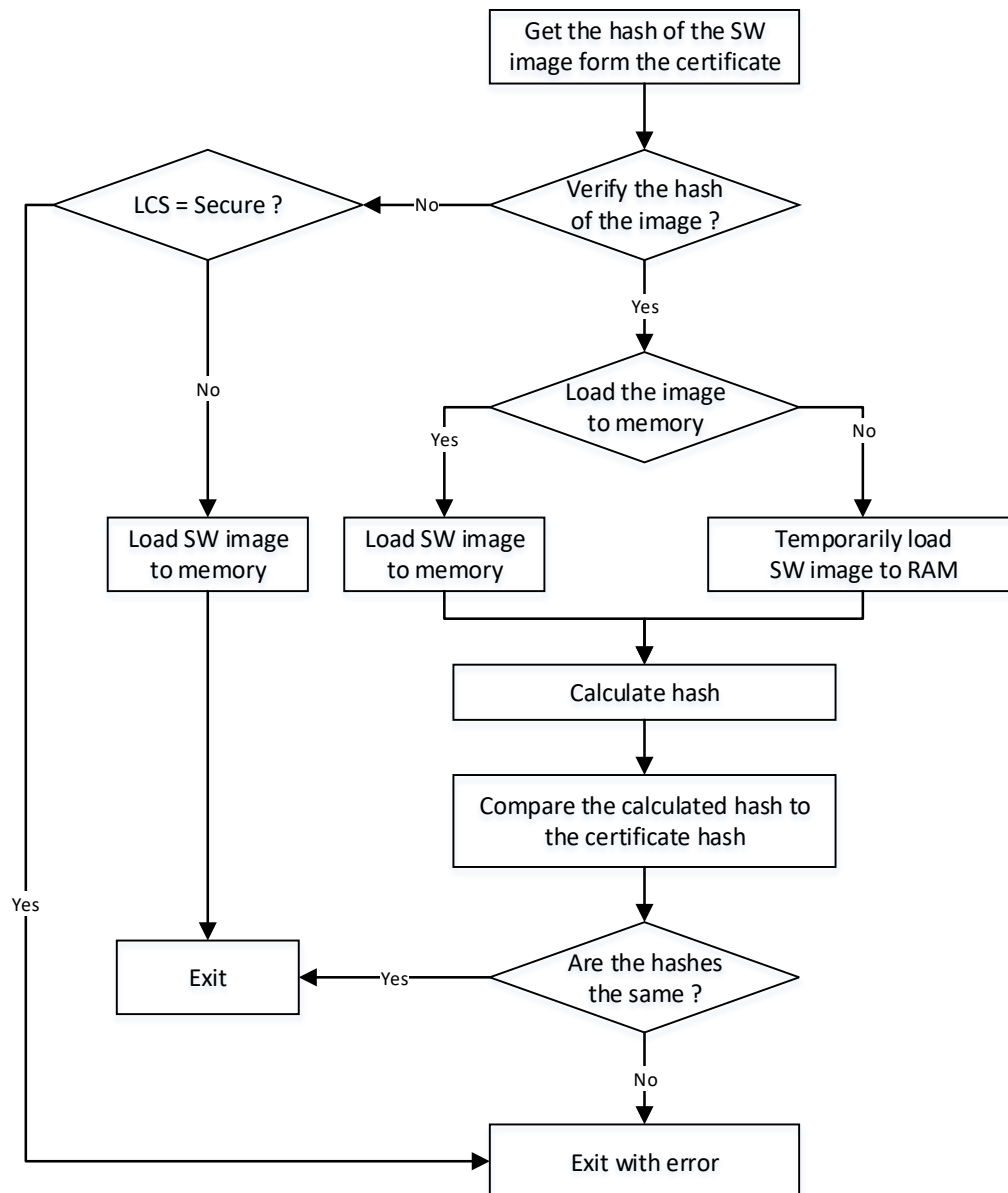 Get the hash of the SW
image form the certificate
LCS = Secure ?
No
Verify the hash
of the image ?
Yes
No
Load the image
to memory
Yes
No
Load SW image
to memory
Load SW image
to memory
Temporarily load
SW image to RAM
Calculate hash
Compare the calculated hash to
the certificate hash
Yes
Exit
Yes
Are the hashes
the same ?
No
Exit with error